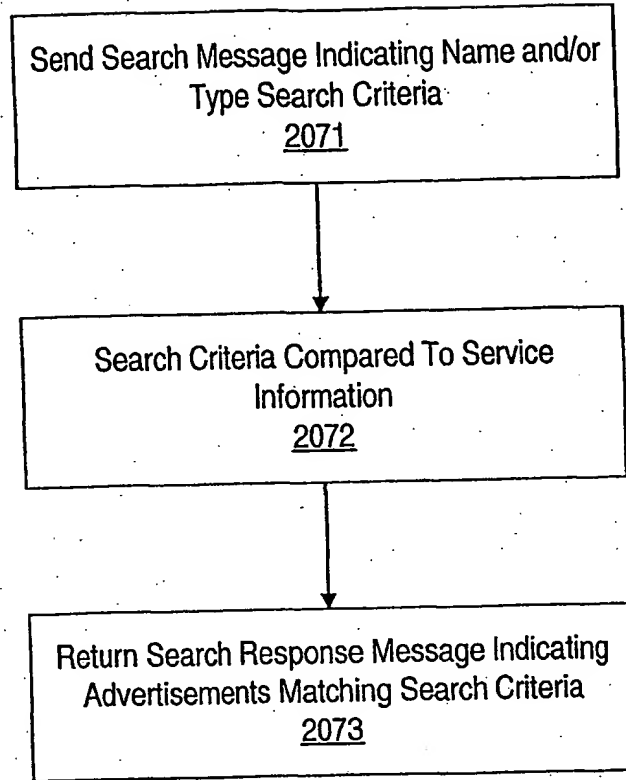 Send Search Message Indicating Name and/or
Type Search Criteria
2071
Search Criteria Compared To Service
Information
2072
Return Search Response Message Indicating
Advertisements Matching Search Criteria
2073